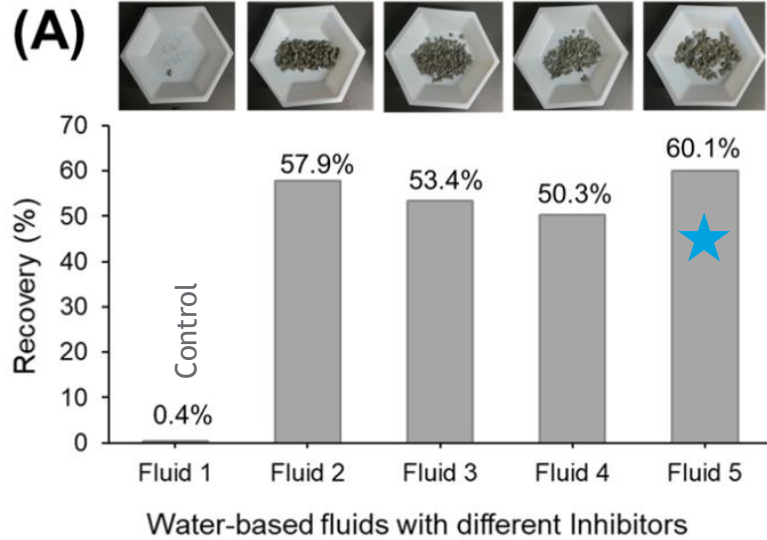 (A)
70
60
50
40
30
20
10
0
Recovery (%)
Control
0.4%
57.9%
53.4%
50.3%
60.1%
Fluid 1
Fluid 2
Fluid 3
Fluid 4
Fluid 5
Water-based fluids with different Inhibitors